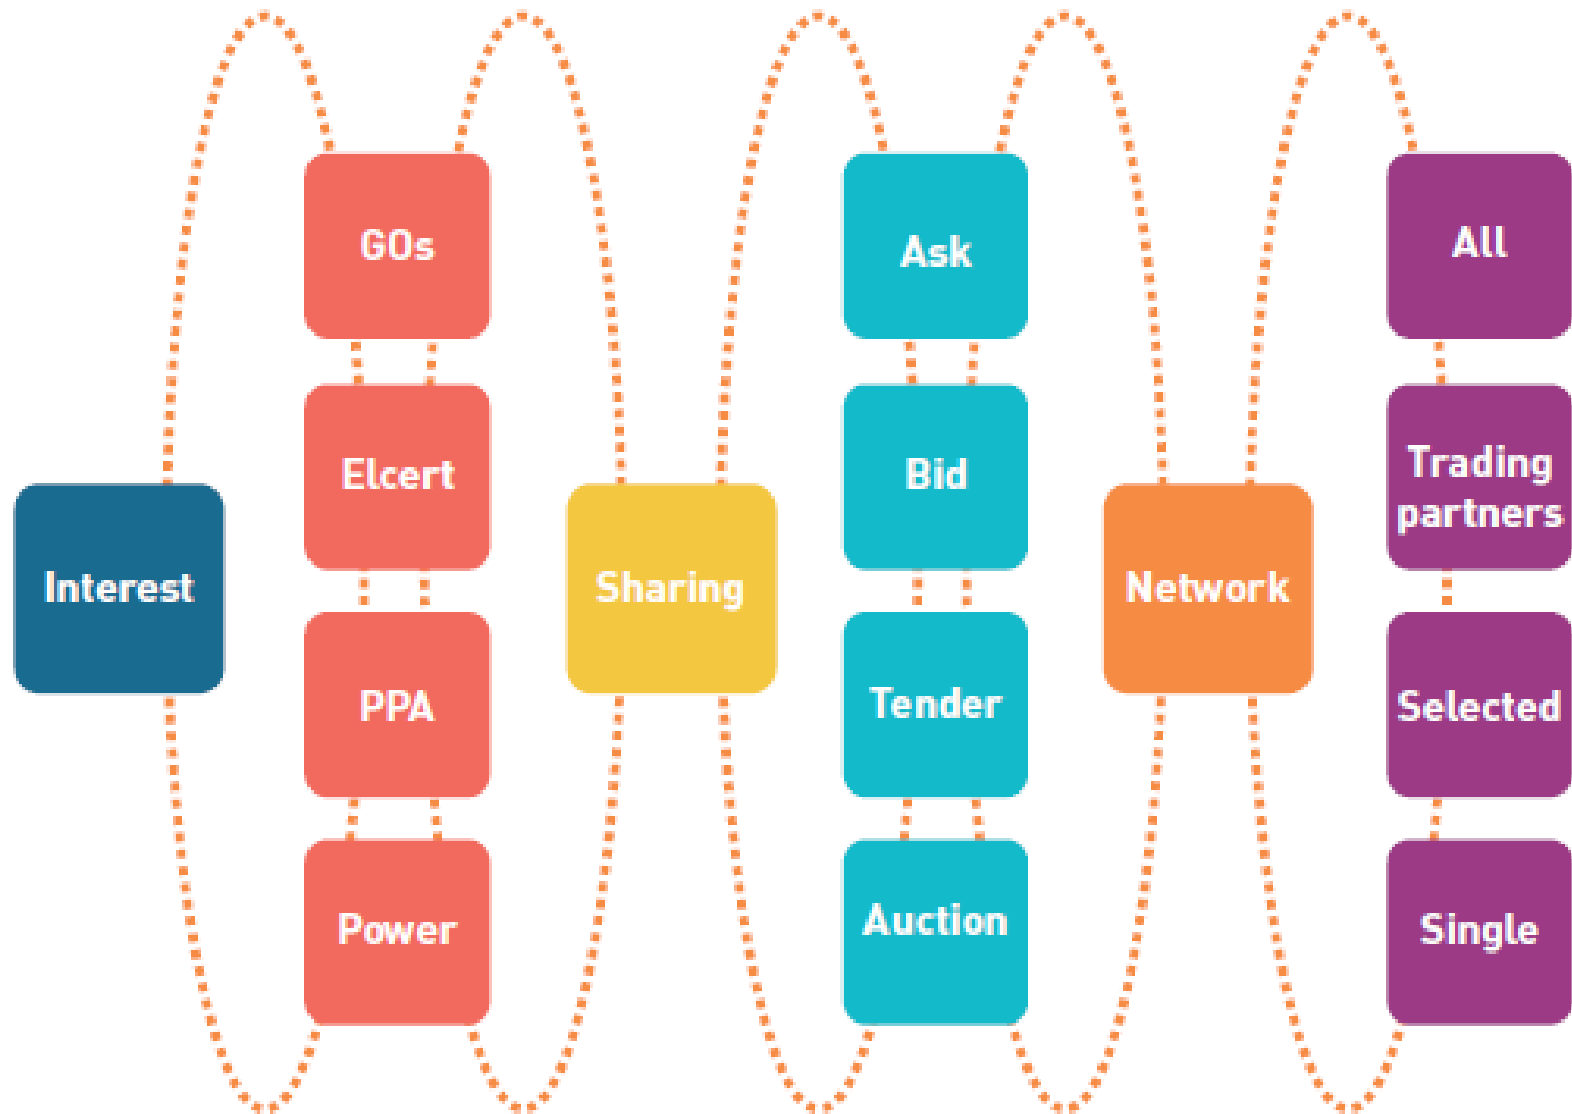 Interest
GOs
Elcert
PPA
Power
Sharing
Ask
Bid
Tender
Auction
Network
All
Trading
partners
Selected
Single